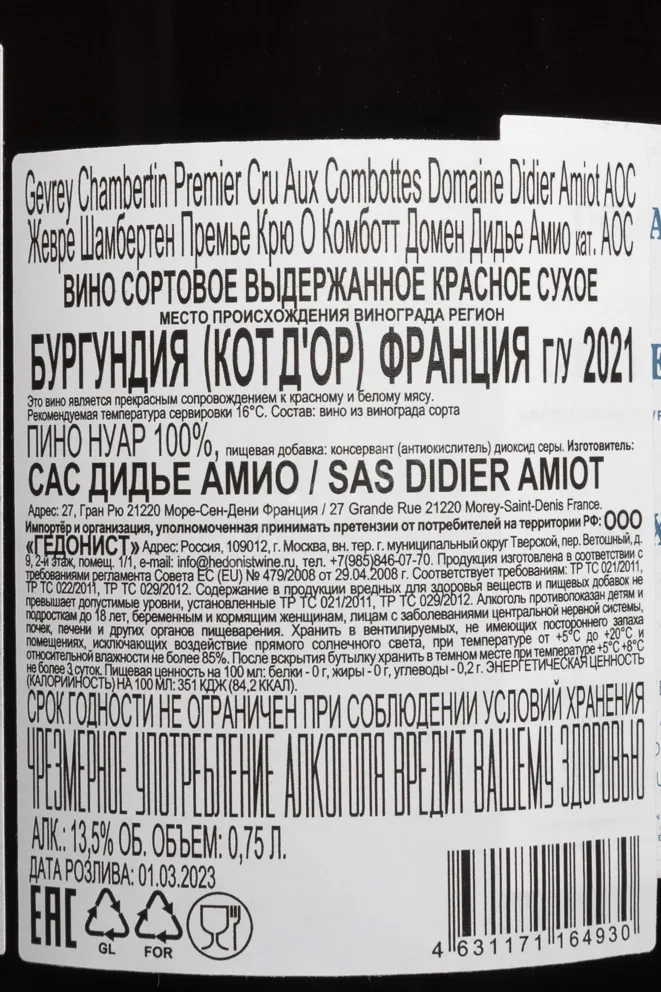 Gevrey Chambertin Premier Cru Aux Combottes Domaine Didier Amiot AOC
Жевре Шамбертен Премье Крю О Комботт Домен Дидье Амио кат. АОС
ВИНО СОРТОВОЕ ВЫДЕРЖАННОЕ КРАСНОЕ СУХОЕ
МЕСТО ПРОИСХОЖДЕНИЯ ВИНОГРАДА РЕГИОН
БУРГУНДИЯ (КОТ Д'ОР) ФРАНЦИЯ Г/У 2021
Это вино является прекрасным сопровождением к красному и белому мясу.
Рекомендуемая температура сервировки 16°С. Состав: вино из винограда сорта
ПИНО НУАР 100%, пищевая добавка: консервант (антиокислитель) диоксид серы. Изготовитель:
САС ДИДЬЕ АМИО / SAS DIDIER AMIOT
Адрес: 27, Гран Рю 21220 Море-Сен-Дени Франция / 27 Grande Rue 21220 Morey-Saint-Denis France.
Импортёр и организация, уполномоченная принимать претензии от потребителей на территории РФ: ООО
«ГЕДОНИСТ» Адрес: Россия, 109012, г. Москва, вн. тер. г. муниципальный округ Тверской, пер. Ветошный, д.
9, 2-й этаж, помещ. 1/1, e-mail: info@hedonistwine.ru, тел. +7(985)846-07-70. Продукция изготовлена в соответствии с
требованиями регламента Совета ЕС (EU) № 479/2008 от 29.04.2008 г. Соответствует требованиям: ТР ТС 021/2011,
ТР ТС 022/2011, ТР ТС 029/2012. Содержание в продукции вредных для здоровья веществ и пищевых добавок не
превышает допустимые уровни, установленные ТР ТС 021/2011, ТР ТС 029/2012. Алкоголь противопоказан детям и
подросткам до 18 лет, беременным и кормящим женщинам, лицам с заболеваниями центральной нервной системы,
почек, печени и других органов пищеварения. Хранить в вентилируемых, не имеющих постороннего запаха
помещениях, исключающих воздействие прямого солнечного света, при температуре от +5°С до +20°С и
относительной влажности не более 85%. После вскрытия бутылку хранить в темном месте при температуре +5°С +8°С
не более 3 суток. Пищевая ценность на 100 мл: белки - 0 г, жиры - 0 г, углеводы - 0,2 г. ЭНЕРГЕТИЧЕСКАЯ ЦЕННОСТЬ
(КАЛОРИЙНОСТЬ) НА 100 МЛ: 351 КДЖ (84,2 ККАЛ).
СРОК ГОДНОСТИ НЕ ОГРАНИЧЕН ПРИ СОБЛЮДЕНИИ УСЛОВИЙ ХРАНЕНИЯ
ЧРЕЗМЕРНОЕ УПОТРЕБЛЕНИЕ АЛКОГОЛЯ ВРЕДИТ ВАШЕМУ ЗДОРОВЬЮ
АЛК.: 13,5% ОБ. ОБЪЕМ: 0,75 Л.
ДАТА РОЗЛИВА: 01.03.2023
ЕАС
GL
FOR
4 631171 164930